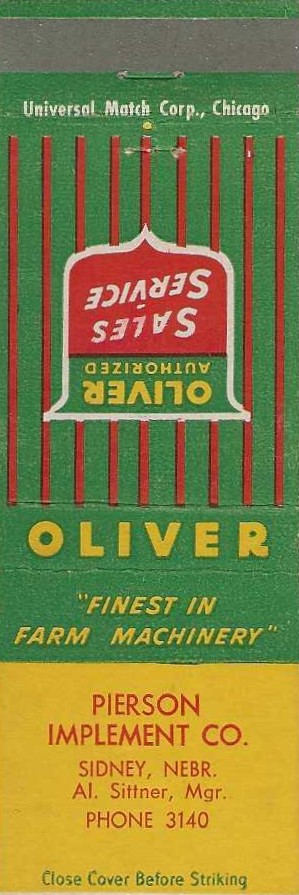 Universal Match Corp., Chicago
OLIVER
AUTHORIZED
SALES
SERVICE
OLIVER
"FINEST IN
FARM MACHINERY"
PIERSON
IMPLEMENT CO.
SIDNEY, NEBR.
Al. Sittner, Mgr.
PHONE 3140
Close Cover Before Striking